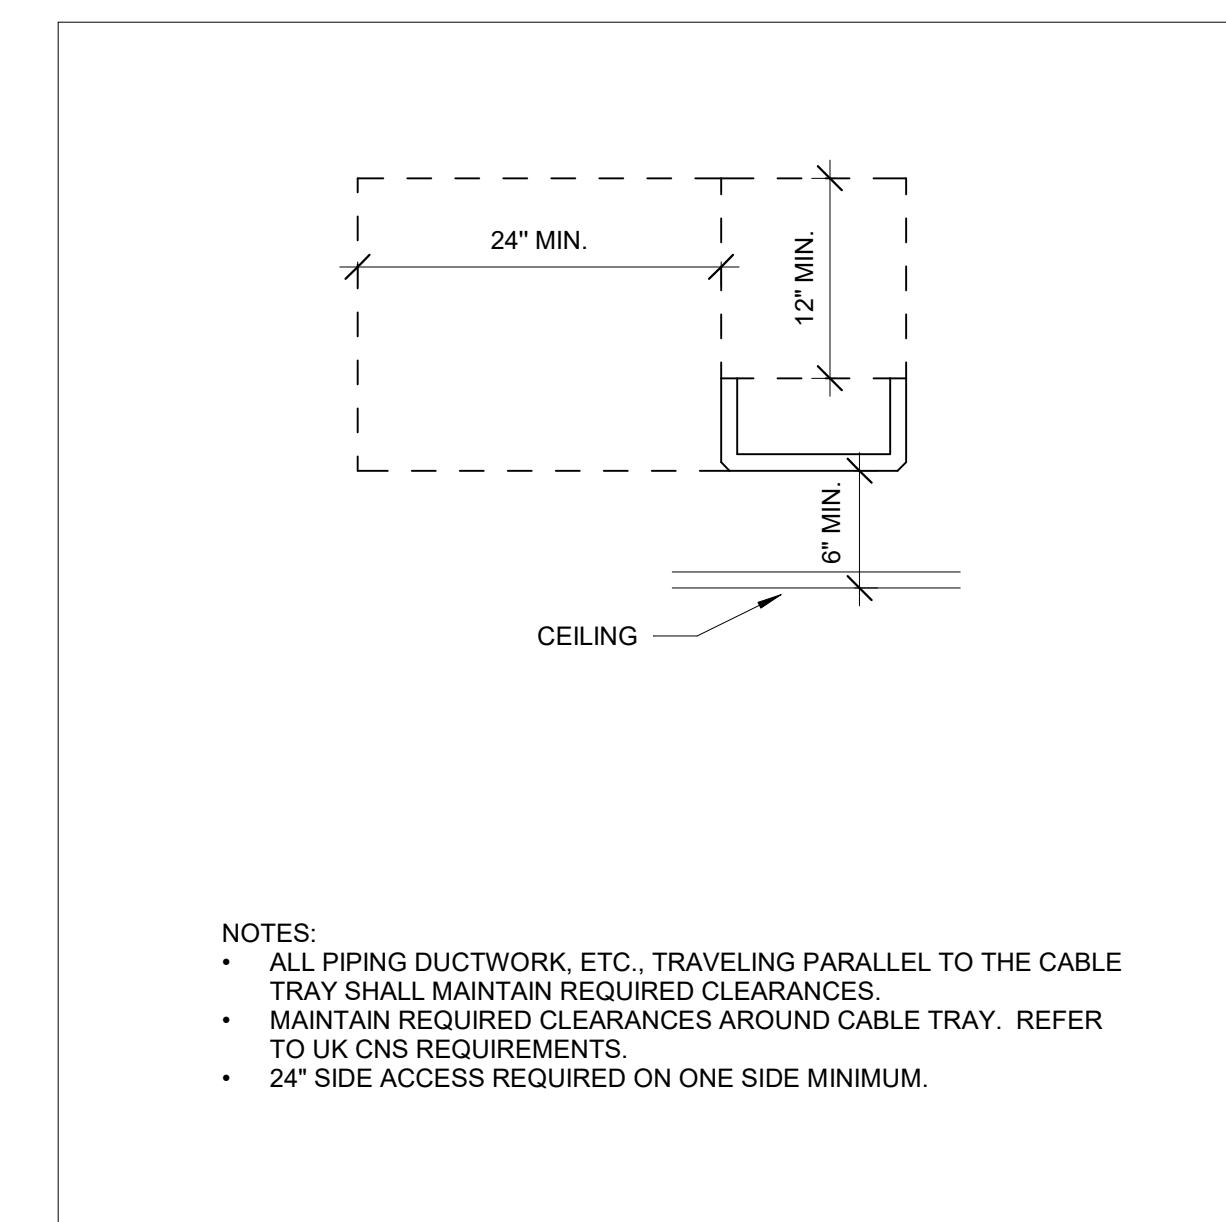 24" MIN.
12" MIN.
6" MIN.
CEILING
NOTES:
• ALL PIPING DUCTWORK, ETC., TRAVELING PARALLEL TO THE CABLE
TRAY SHALL MAINTAIN REQUIRED CLEARANCES.
• MAINTAIN REQUIRED CLEARANCES AROUND CABLE TRAY. REFER
TO UK CNS REQUIREMENTS.
• 24" SIDE ACCESS REQUIRED ON ONE SIDE MINIMUM.